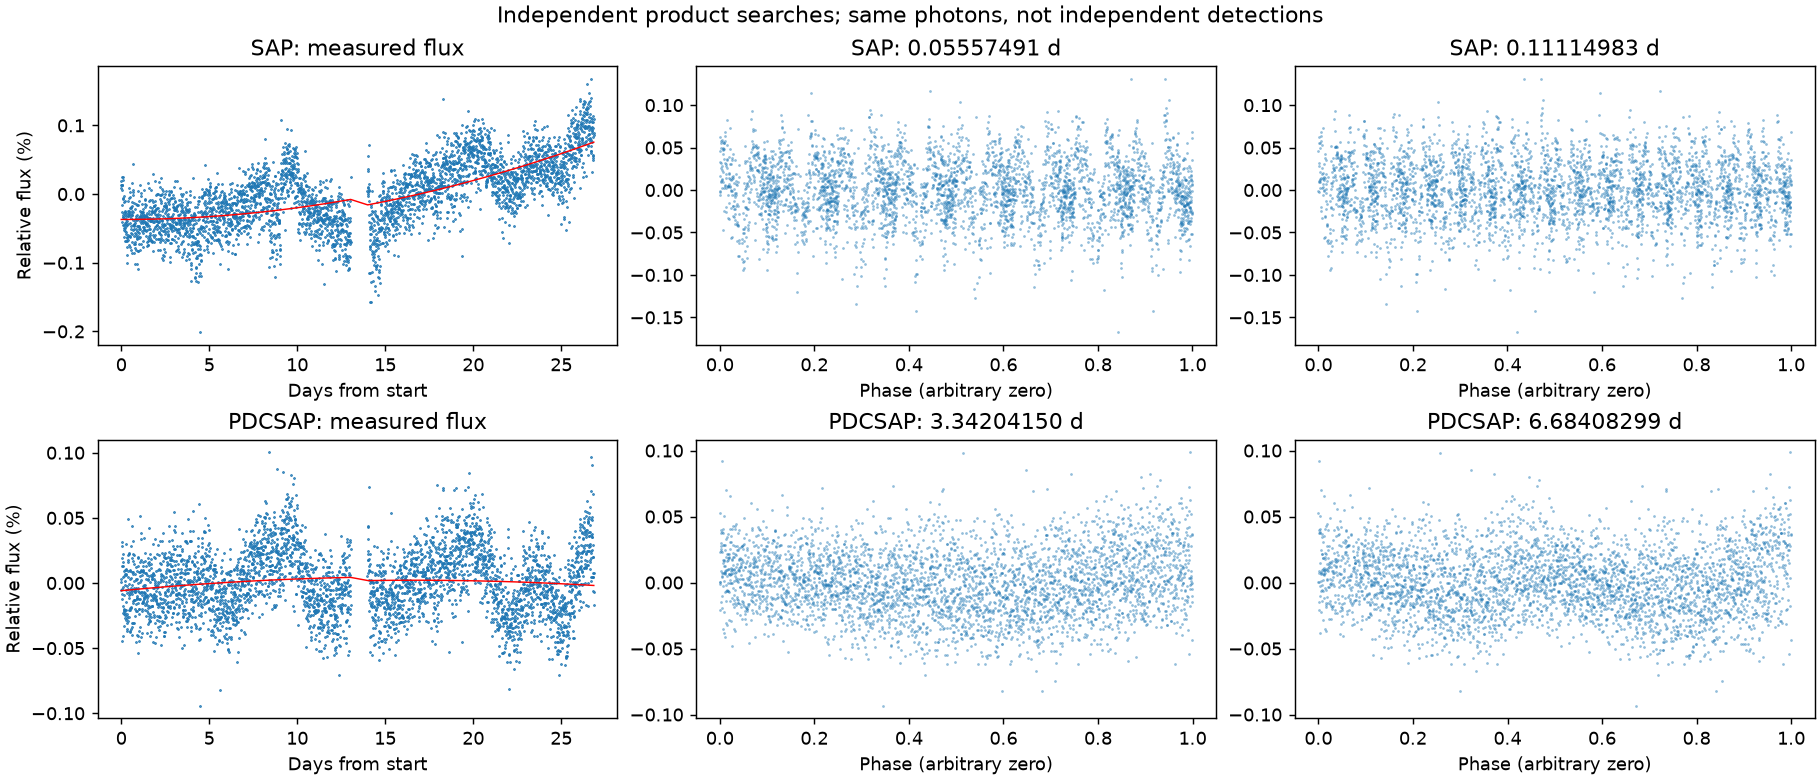 Independent product searches; same photons, not independent detections
SAP: measured flux
Relative flux (%)
0.1
0.0
−0.1
−0.2
0 5 10 15 20 25
Days from start
SAP: 0.05557491 d
0.10
0.05
0.00
−0.05
−0.10
−0.15
0.0 0.2 0.4 0.6 0.8 1.0
Phase (arbitrary zero)
SAP: 0.11114983 d
0.10
0.05
0.00
−0.05
−0.10
−0.15
0.0 0.2 0.4 0.6 0.8 1.0
Phase (arbitrary zero)
PDCSAP: measured flux
Relative flux (%)
0.10
0.05
0.00
−0.05
−0.10
0 5 10 15 20 25
Days from start
PDCSAP: 3.34204150 d
0.10
0.05
0.00
−0.05
−0.10
0.0 0.2 0.4 0.6 0.8 1.0
Phase (arbitrary zero)
PDCSAP: 6.68408299 d
0.10
0.05
0.00
−0.05
−0.10
0.0 0.2 0.4 0.6 0.8 1.0
Phase (arbitrary zero)